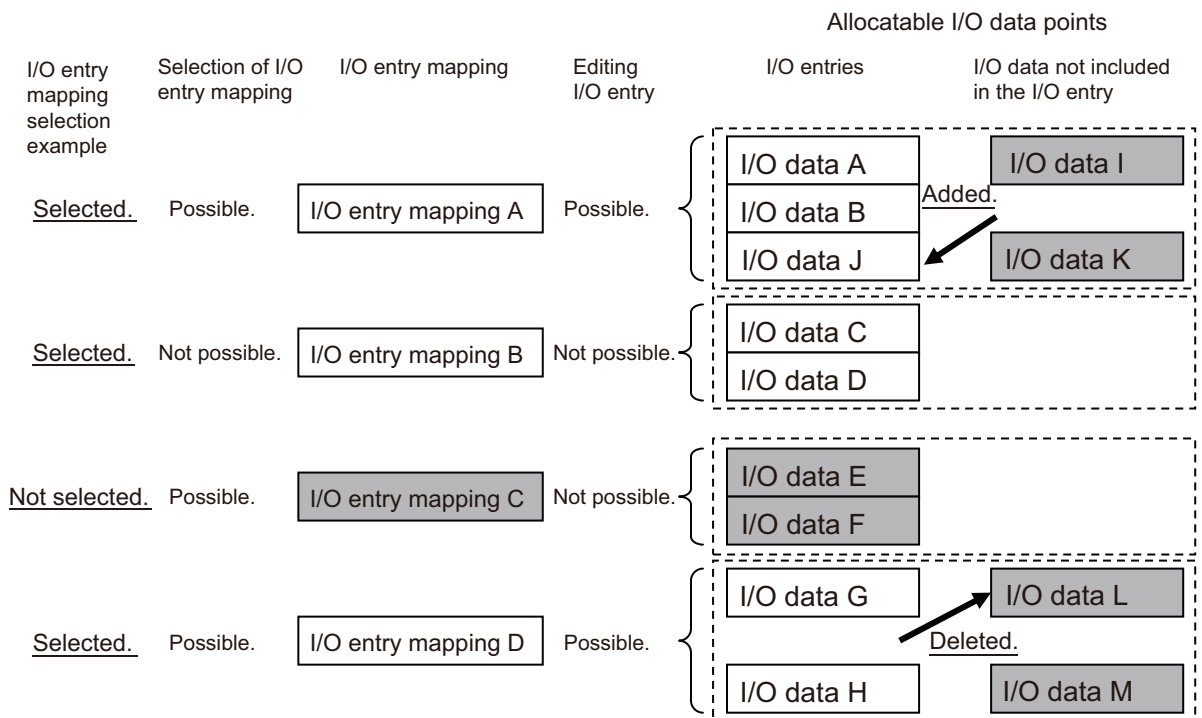 Allocatable I/O data points
I/O entry
mapping
selection
example
Selection of I/O
entry mapping
I/O entry mapping
Editing
I/O entry
I/O entries
I/O data not included
in the I/O entry
Selected.
Possible.
I/O entry mapping A
Possible.
I/O data A
I/O data B
I/O data J
Added.
I/O data I
I/O data K
Selected.
Not possible.
I/O entry mapping B
Not possible.
I/O data C
I/O data D
Not selected.
Possible.
I/O entry mapping C
Not possible.
I/O data E
I/O data F
Selected.
Possible.
I/O entry mapping D
Possible.
I/O data G
I/O data H
Deleted.
I/O data L
I/O data M